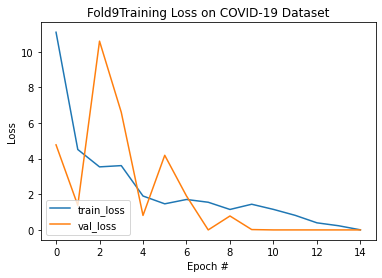 Fold9Training Loss on COVID-19 Dataset
Loss
10
8
6
4
2
0
train_loss
val_loss
0 2 4 6 8 10 12 14
Epoch #